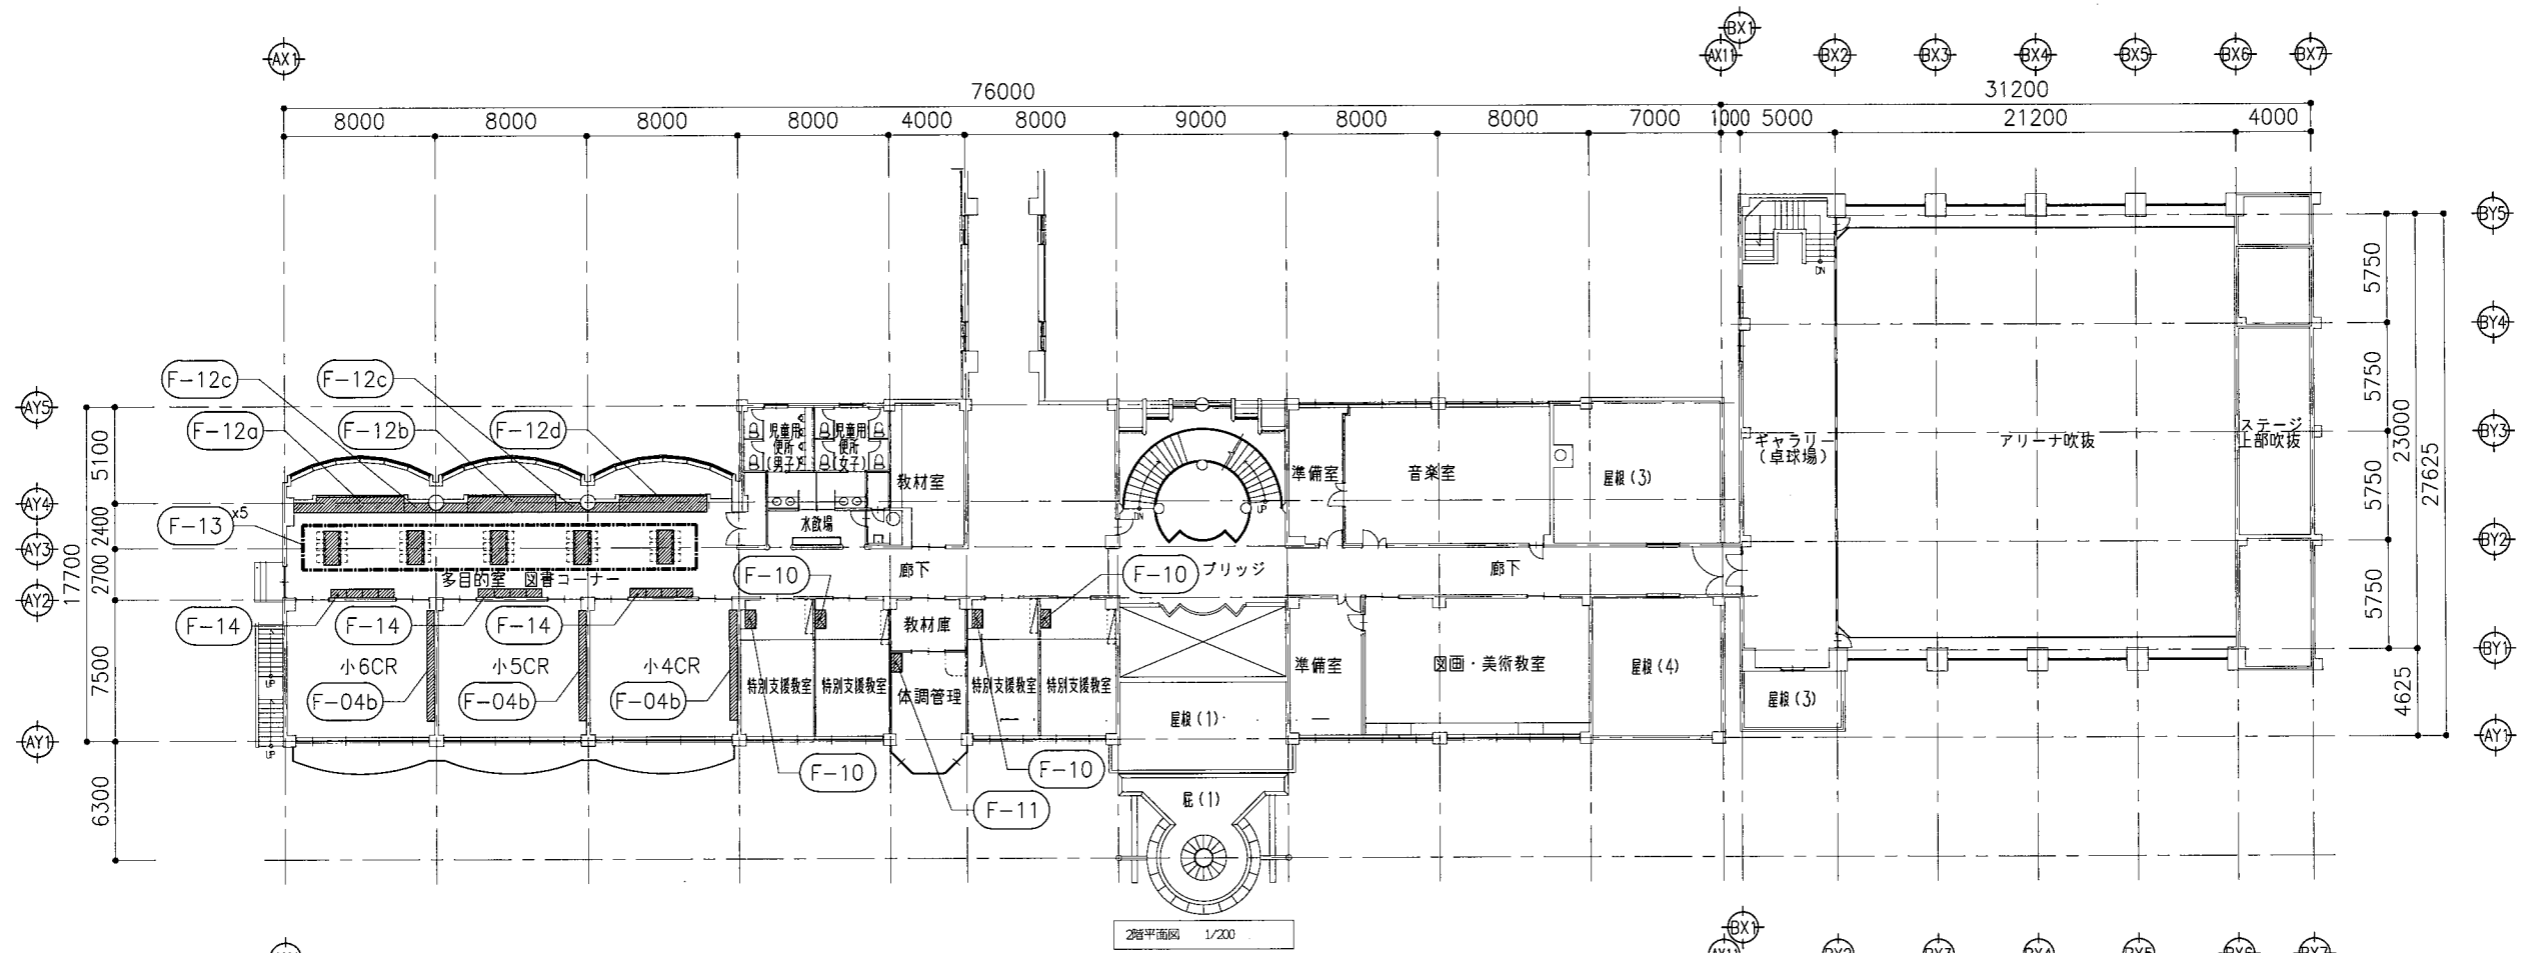 BX1
AX1
AX11
BX2
BX3
BX4
BX5
BX6
BX7
76000
31200
8000
8000
8000
8000
4000
8000
9000
8000
8000
7000
1000
5000
21200
4000
BY5
5750
DN
BY4
F-12c
F-12c
5750
AY5
F-12a
F-12b
F-12d
児童用
便所
(男子)
児童用
便所
(女子)
BY3
23000
27625
ギャラリー
(卓球場)
アリーナ吹抜
ステージ
上部吹抜
5100
教材室
準備室
音楽室
屋根(3)
AY4
5750
F-13
x5
2400
水飲場
DN
UP
AY3
BY2
17700
2700
多目的室 図書コーナー
F-10
廊下
F-10
ブリッジ
廊下
AY2
5750
F-14
F-14
F-14
教材庫
BY1
7500
小6CR
小5CR
小4CR
準備室
図画・美術教室
屋根(4)
UP
F-04b
F-04b
F-04b
特別支援教室
特別支援教室
体調管理
特別支援教室
特別支援教室
屋根(1)
屋根(3)
4625
AY1
AY1
UP
F-10
F-10
6300
F-11
庇(1)
2階平面図 1/200
BX1